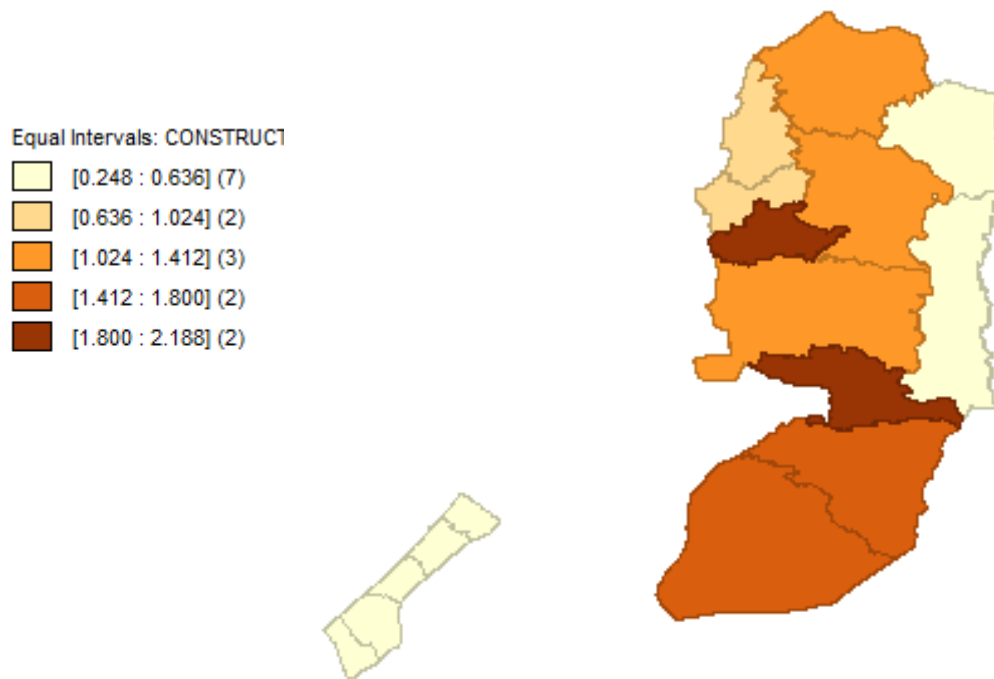 Equal Intervals: CONSTRUCT
[0.248 : 0.636] (7)
[0.636 : 1.024] (2)
[1.024 : 1.412] (3)
[1.412 : 1.800] (2)
[1.800 : 2.188] (2)